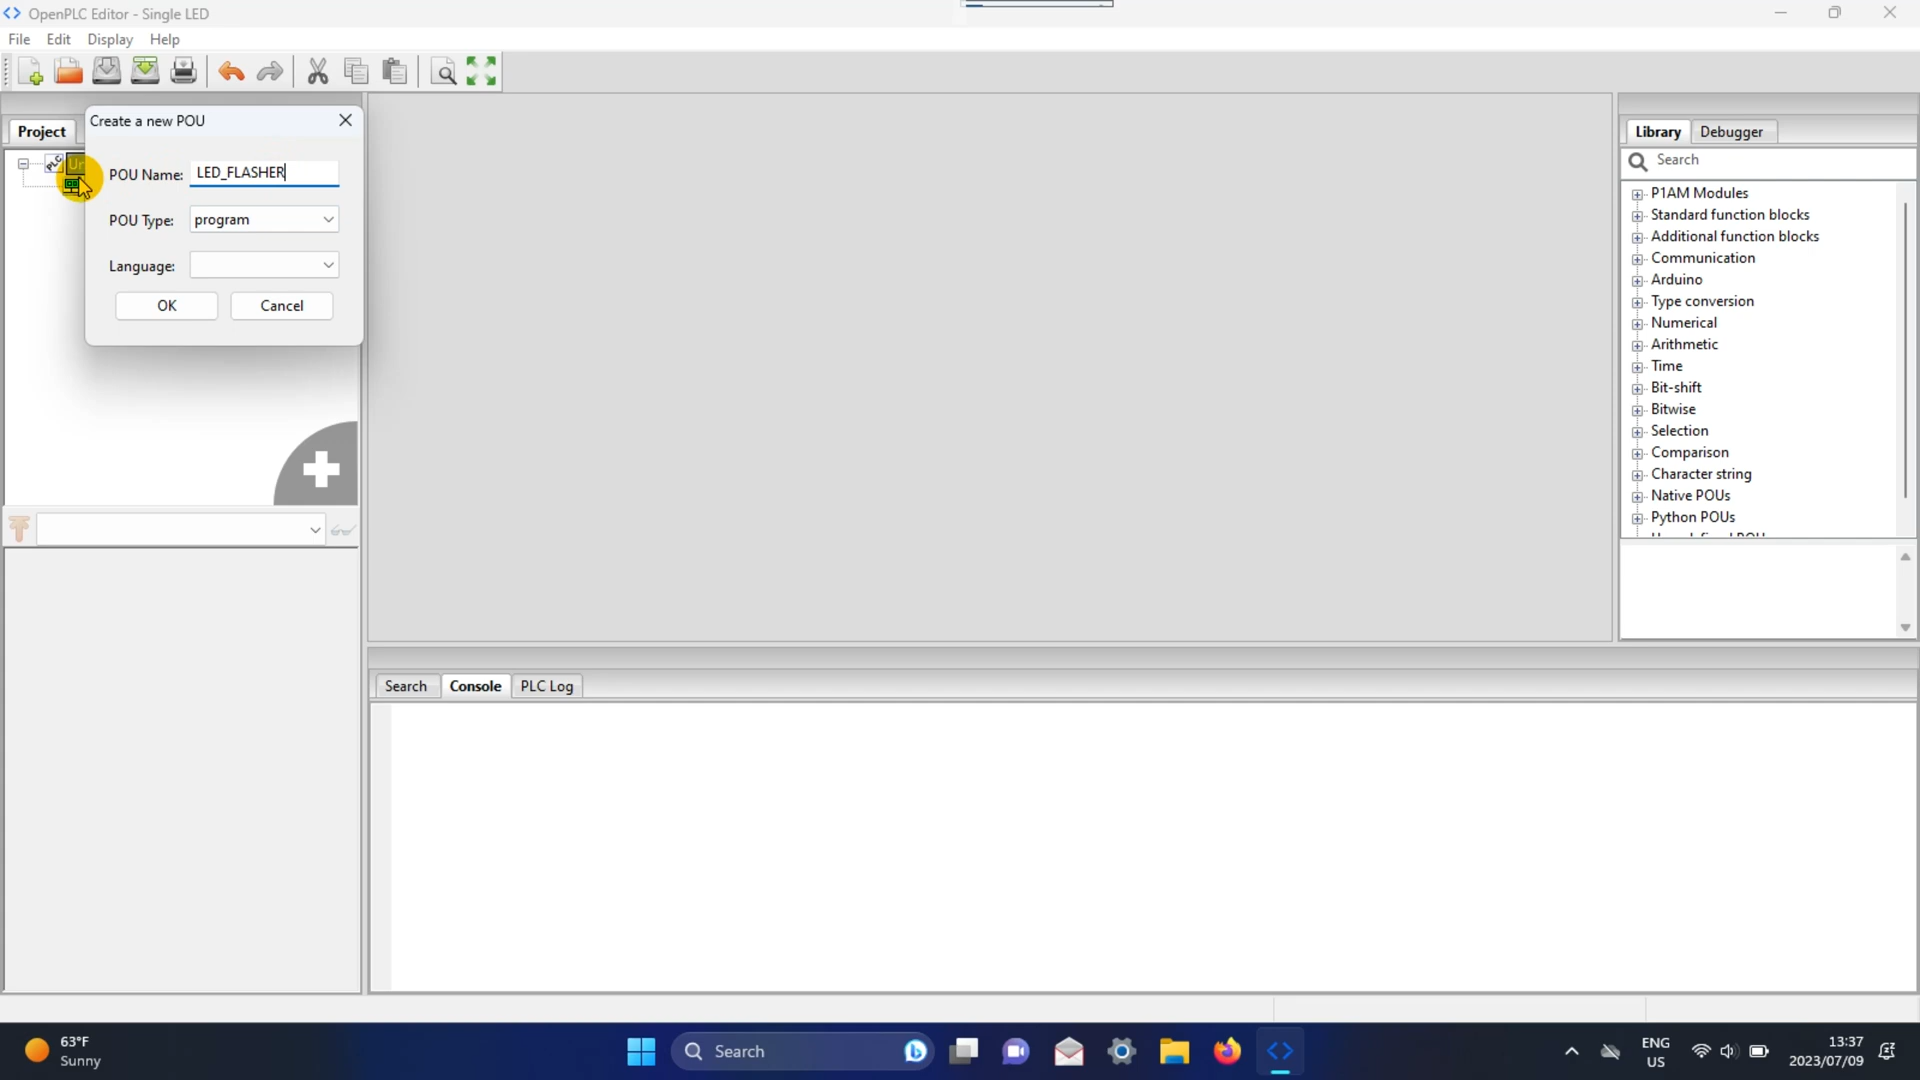 OpenPLC Editor - Single LED
File Edit Display Help
Project
Create a new POU
PLC
POU Name: LED_FLASHER
POU Type: program
Language:
OK Cancel
Library Debugger
Search
P1AM Modules
Standard function blocks
Additional function blocks
Communication
Arduino
Type conversion
Numerical
Arithmetic
Time
Bit-shift
Bitwise
Selection
Comparison
Character string
Native POUs
Python POUs
Search Console PLC Log
63°F
Sunny
Search
ENG
US
13:37
2023/07/09